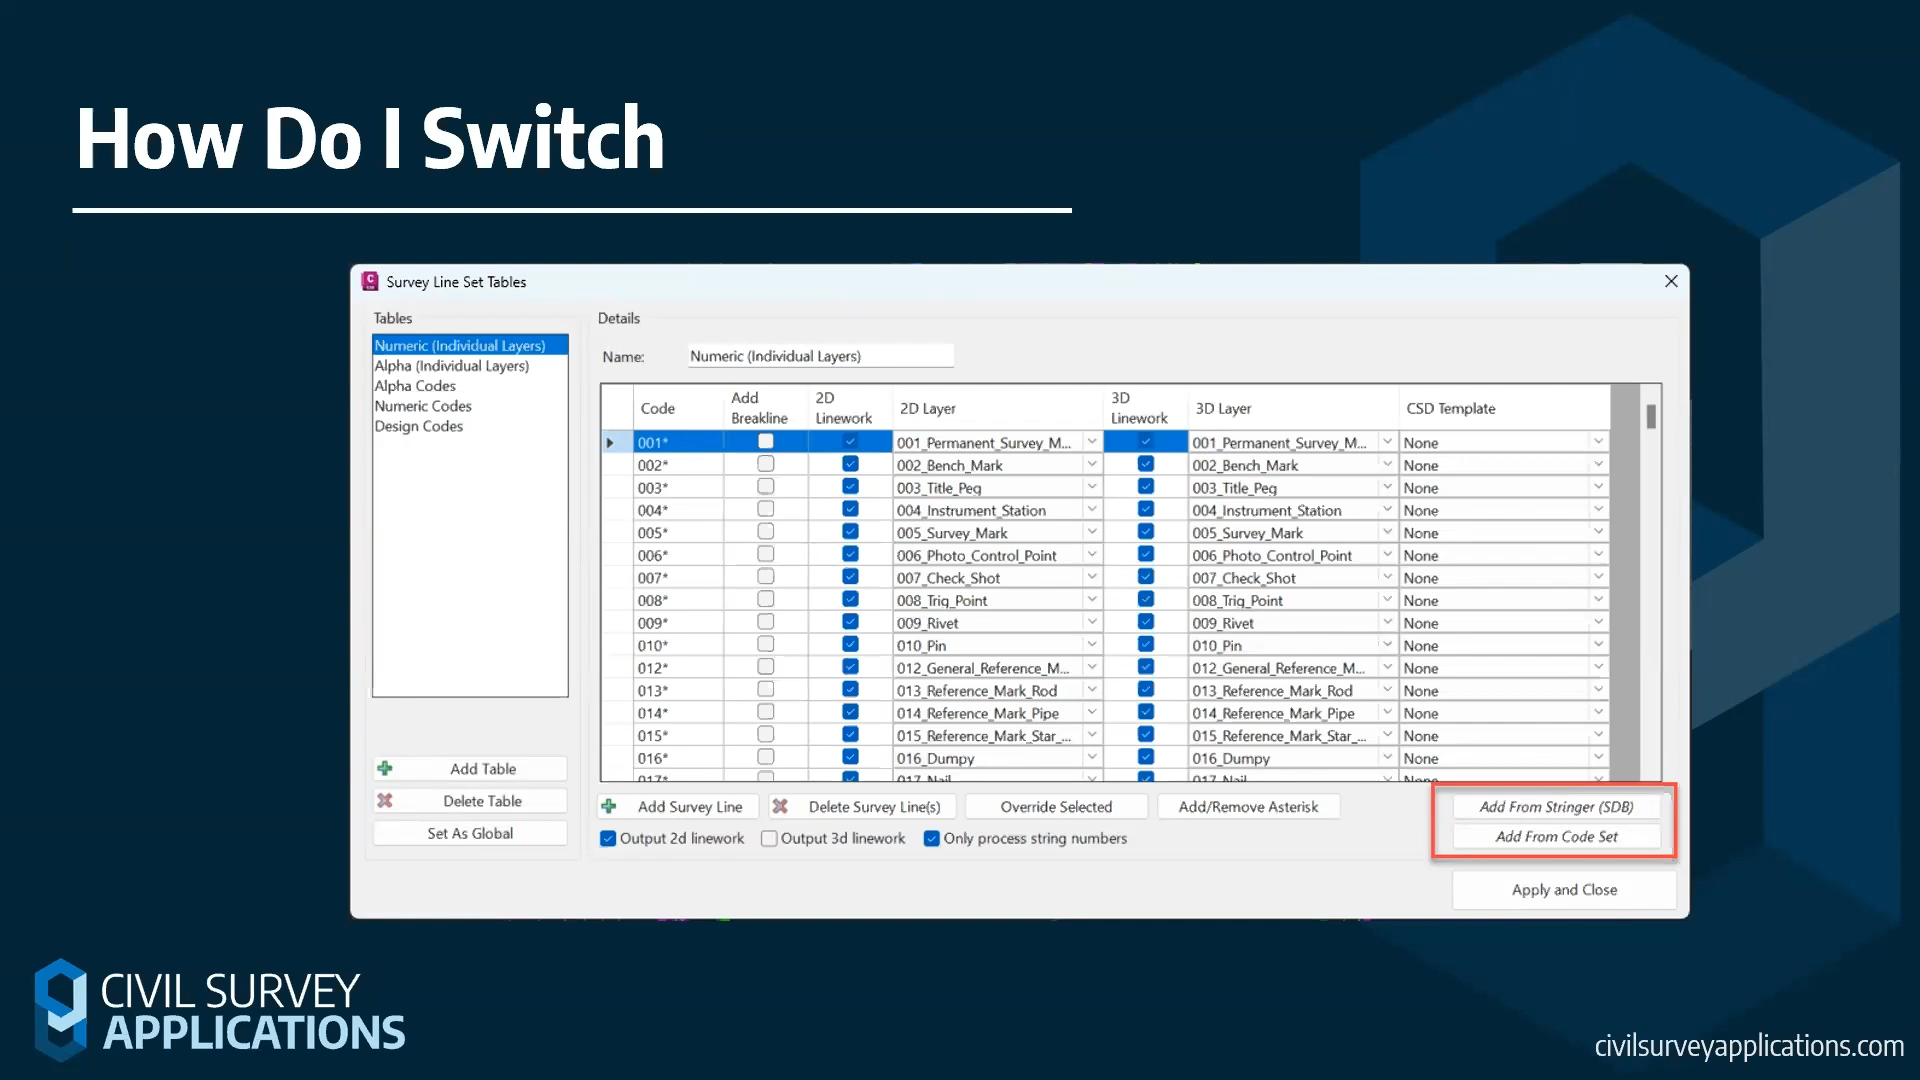 How Do I Switch
Survey Line Set Tables
Tables
Numeric (Individual Layers)
Alpha (Individual Layers)
Alpha Codes
Numeric Codes
Design Codes
Add Table
Delete Table
Set As Global
Details
Name: Numeric (Individual Layers)
Code Add Breakline 2D Linework 2D Layer 3D Linework 3D Layer CSD Template
001* 001_Permanent_Survey_M... 001_Permanent_Survey_M... None
002* 002_Bench_Mark 002_Bench_Mark None
003* 003_Title_Peg 003_Title_Peg None
004* 004_Instrument_Station 004_Instrument_Station None
005* 005_Survey_Mark 005_Survey_Mark None
006* 006_Photo_Control_Point 006_Photo_Control_Point None
007* 007_Check_Shot 007_Check_Shot None
008* 008_Trig_Point 008_Trig_Point None
009* 009_Rivet 009_Rivet None
010* 010_Pin 010_Pin None
012* 012_General_Reference_M... 012_General_Reference_M... None
013* 013_Reference_Mark_Rod 013_Reference_Mark_Rod None
014* 014_Reference_Mark_Pipe 014_Reference_Mark_Pipe None
015* 015_Reference_Mark_Star_... 015_Reference_Mark_Star_... None
016* 016_Dumpy 016_Dumpy None
017* 017_Nail 017_Nail None
Add Survey Line Delete Survey Line(s) Override Selected Add/Remove Asterisk Add From Stringer (SDB)
Output 2d linework Output 3d linework Only process string numbers Add From Code Set
Apply and Close
CIVIL SURVEY
APPLICATIONS
civilsurveyapplications.com